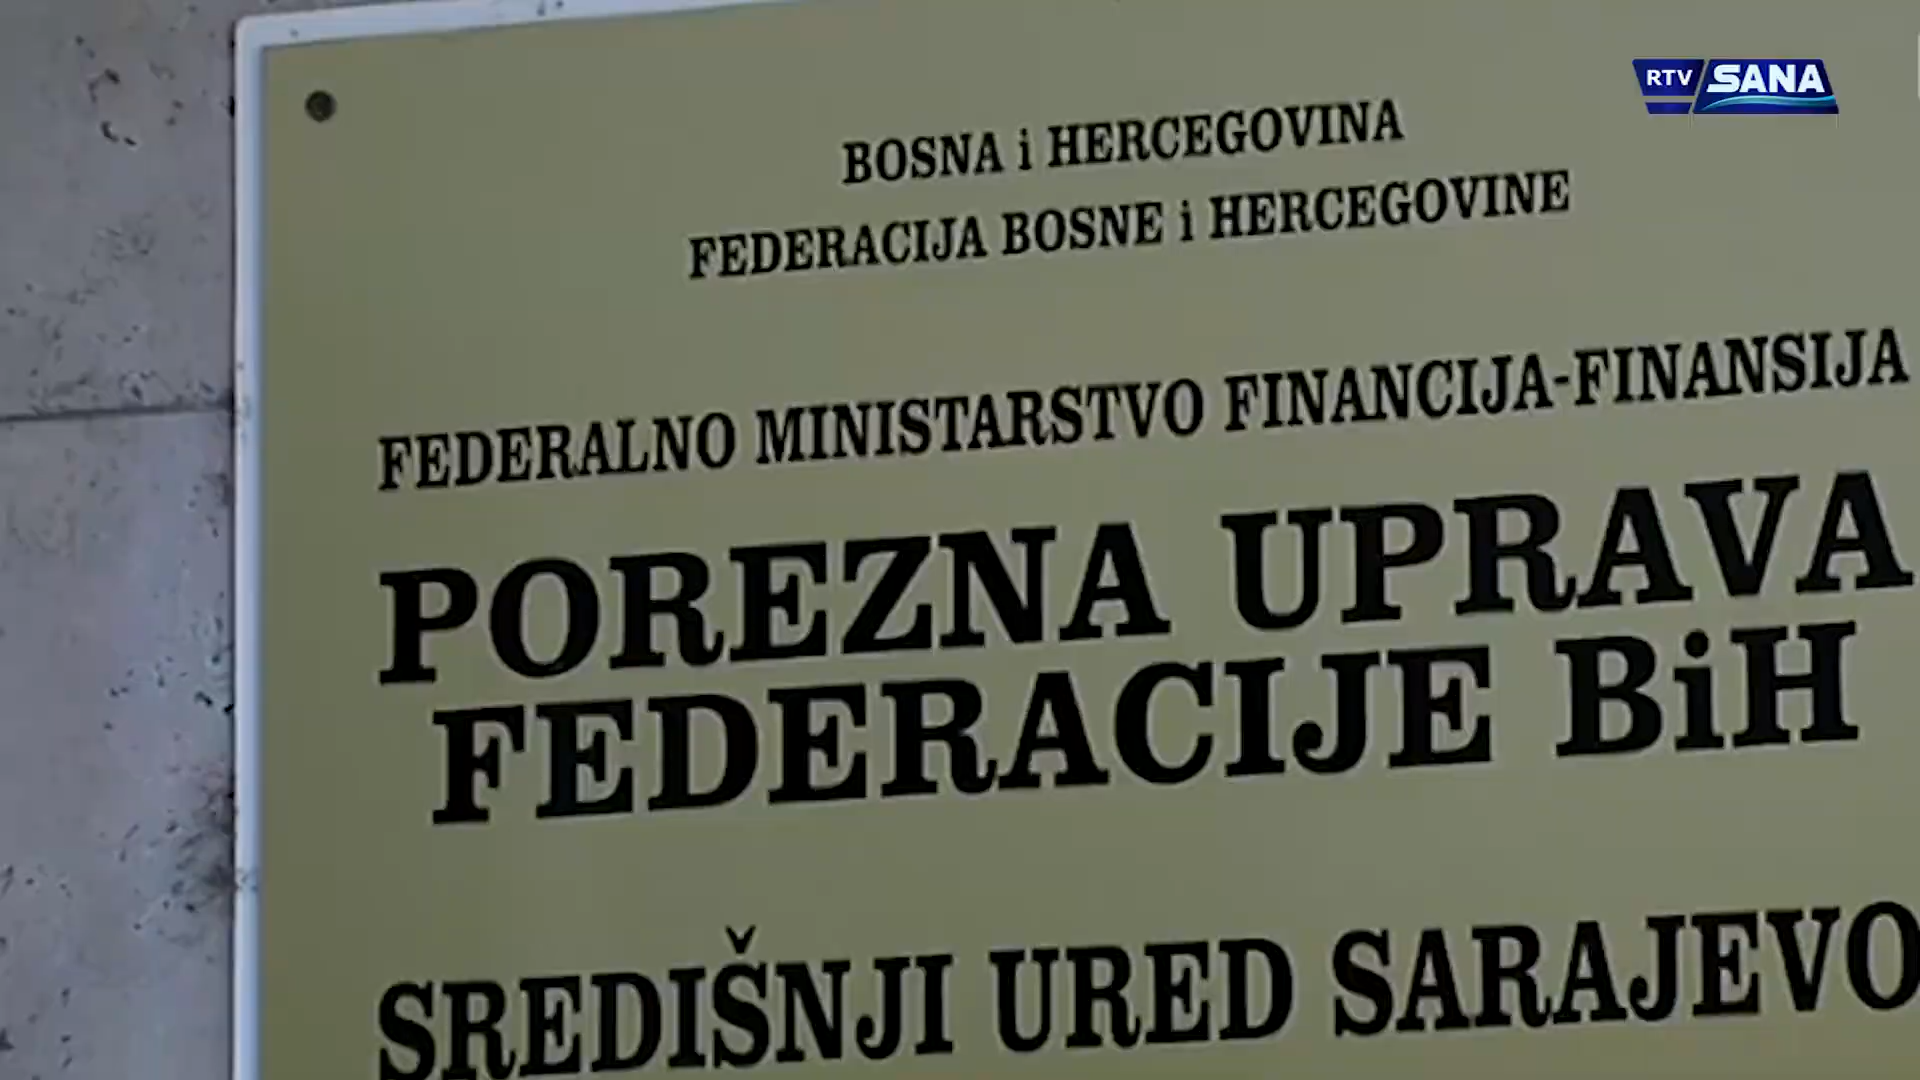 RTV SANA
BOSNA i HERCEGOVINA
FEDERACIJA BOSNE i HERCEGOVINE
FEDERALNO MINISTARSTVO FINANCIJA-FINANSIJA
POREZNA UPRAVA
FEDERACIJE BiH
SREDIŠNJI URED SARAJEVO